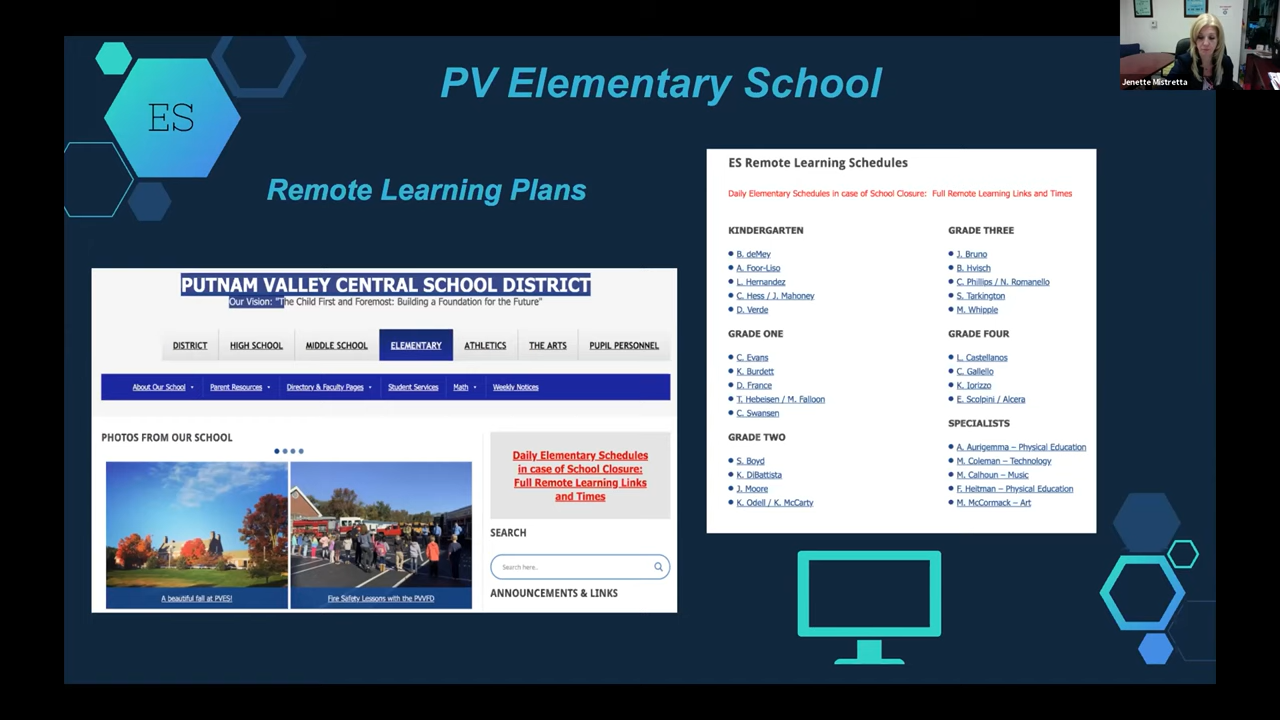 Jenette Mistretta
ES
PV Elementary School
Remote Learning Plans
PUTNAM VALLEY CENTRAL SCHOOL DISTRICT
Our Vision: "The Child First and Foremost: Building a Foundation for the Future"
DISTRICT HIGH SCHOOL MIDDLE SCHOOL ELEMENTARY ATHLETICS THE ARTS PUPIL PERSONNEL
About Our School Parent Resources Directory & Faculty Pages Student Services Math Weekly Notices
PHOTOS FROM OUR SCHOOL
A beautiful fall at PVES!
Fire Safety Lessons with the PVVFD
Daily Elementary Schedules
in case of School Closure:
Full Remote Learning Links
and Times
SEARCH
Search here..
ANNOUNCEMENTS & LINKS
ES Remote Learning Schedules
Daily Elementary Schedules in case of School Closure: Full Remote Learning Links and Times
KINDERGARTEN
B. deMey
A. Foor-Liso
L. Hernandez
C. Hess / J. Mahoney
D. Verde
GRADE ONE
C. Evans
K. Burdett
D. France
T. Hebeisen / M. Falloon
C. Swansen
GRADE TWO
S. Boyd
K. DiBattista
J. Moore
K. Odell / K. McCarty
GRADE THREE
J. Bruno
B. Hvisch
C. Phillips / N. Romanello
S. Tarkington
M. Whipple
GRADE FOUR
L. Castellanos
C. Gallello
K. Iorizzo
E. Scolpini / Alcera
SPECIALISTS
A. Aurigemma – Physical Education
M. Coleman – Technology
M. Calhoun – Music
F. Heitman – Physical Education
M. McCormack – Art